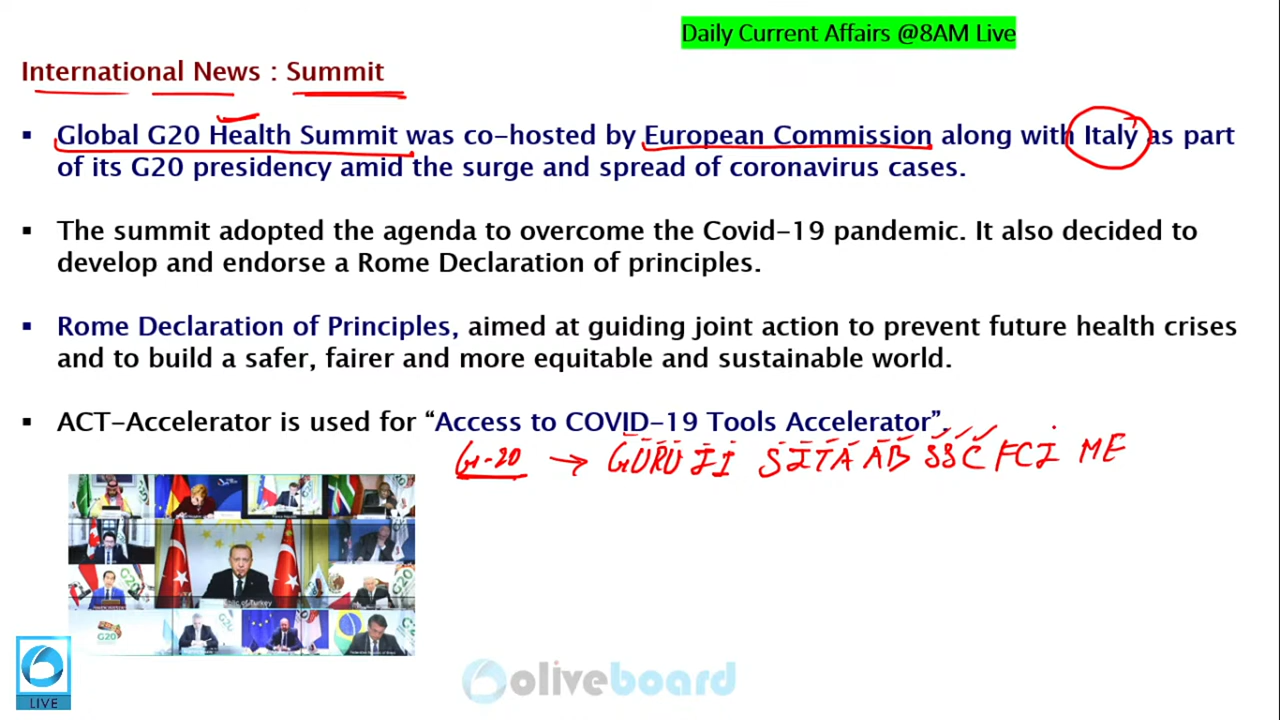 Daily Current Affairs @8AM Live
International News : Summit
▪ Global G20 Health Summit was co-hosted by European Commission along with Italy as part
of its G20 presidency amid the surge and spread of coronavirus cases.
▪ The summit adopted the agenda to overcome the Covid-19 pandemic. It also decided to
develop and endorse a Rome Declaration of principles.
▪ Rome Declaration of Principles, aimed at guiding joint action to prevent future health crises
and to build a safer, fairer and more equitable and sustainable world.
▪ ACT-Accelerator is used for “Access to COVID-19 Tools Accelerator”.
G-20 → GURU II SITA AB SSC FCI ME
G20
LIVE
oliveboard